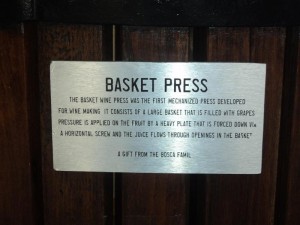 BASKET PRESS
THE BASKET WINE PRESS WAS THE FIRST MECHANIZED PRESS DEVELOPED
FOR WINE MAKING. IT CONSISTS OF A LARGE BASKET THAT IS FILLED WITH GRAPES
PRESSURE IS APPLIED ON THE FRUIT BY A HEAVY PLATE THAT IS FORCED DOWN VIA
A HORIZONTAL SCREW AND THE JUICE FLOWS THROUGH OPENINGS IN THE BASKET
A GIFT FROM THE BOSCA FAMIL